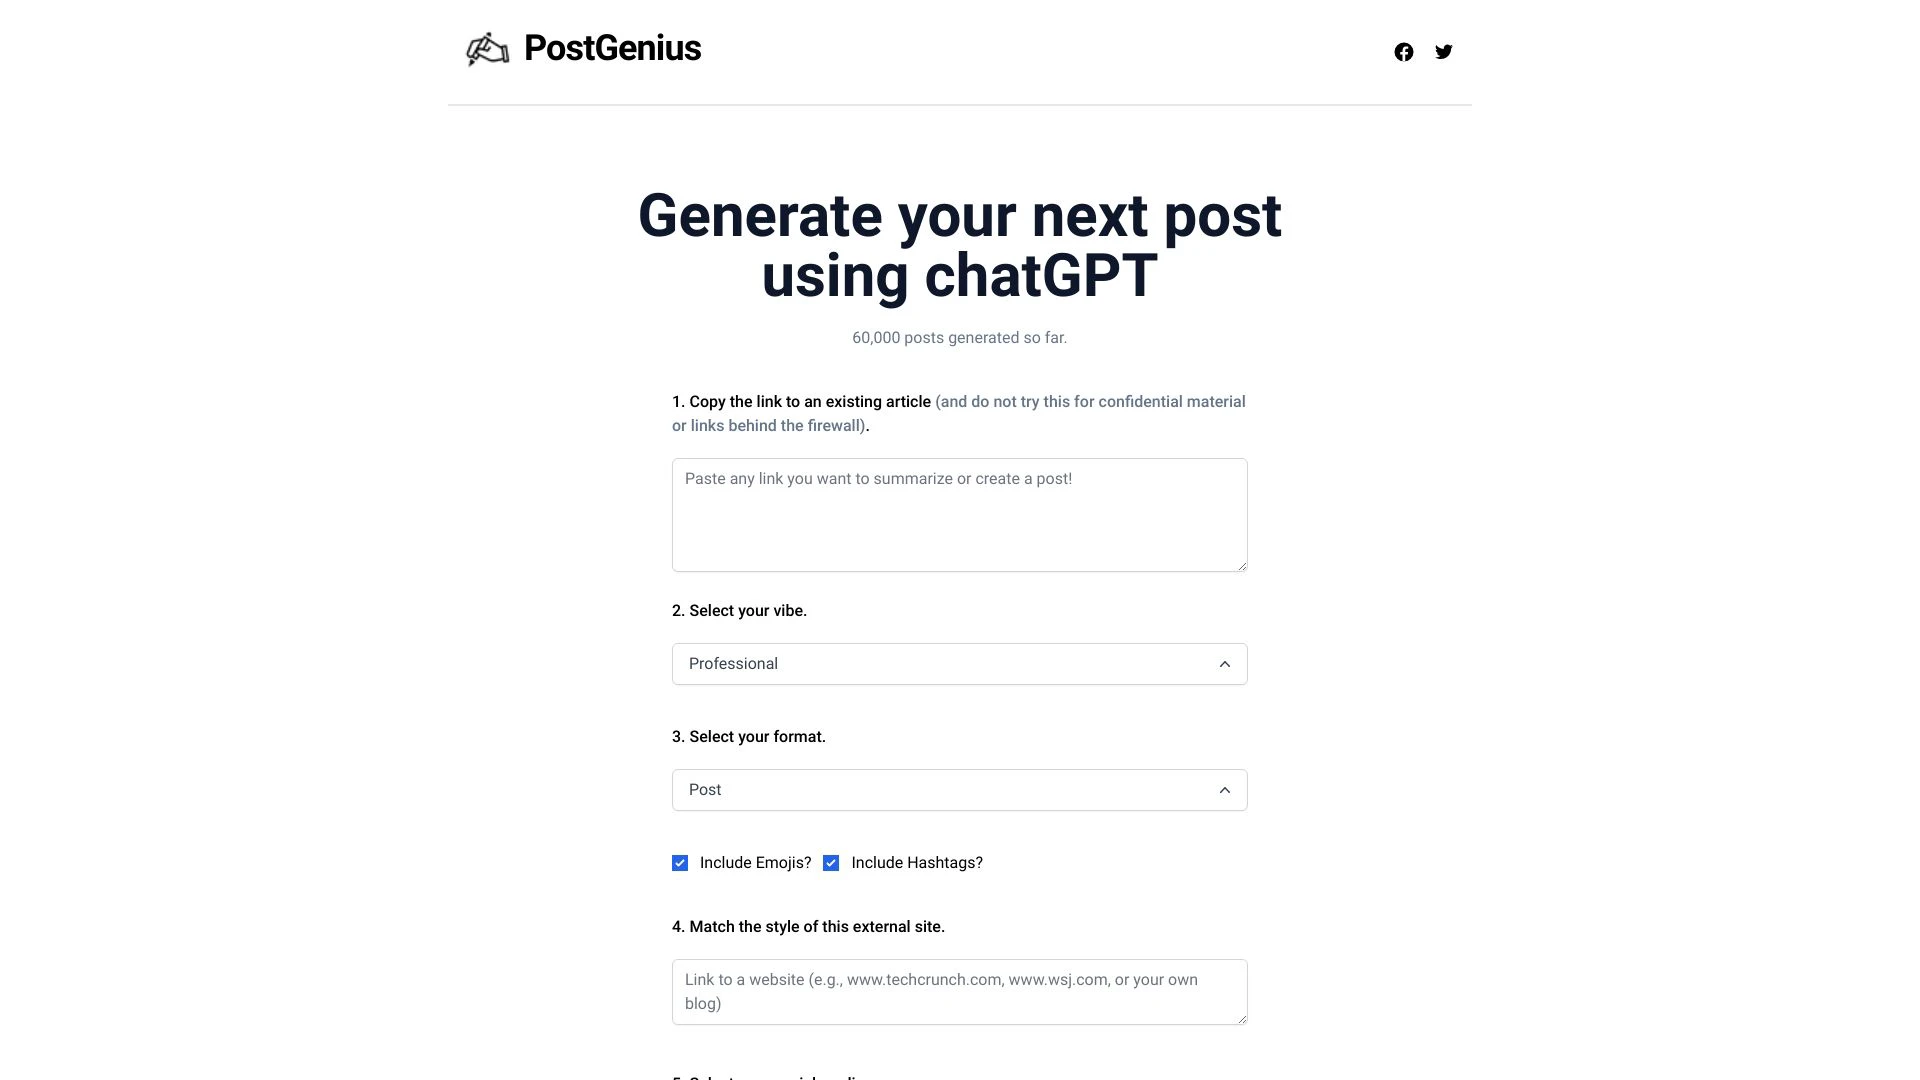 PostGenius
Generate your next post
using chatGPT
60,000 posts generated so far.
1. Copy the link to an existing article (and do not try this for confidential material
or links behind the firewall).
Paste any link you want to summarize or create a post!
2. Select your vibe.
Professional
3. Select your format.
Post
Include Emojis? Include Hashtags?
4. Match the style of this external site.
Link to a website (e.g., www.techcrunch.com, www.wsj.com, or your own
blog)